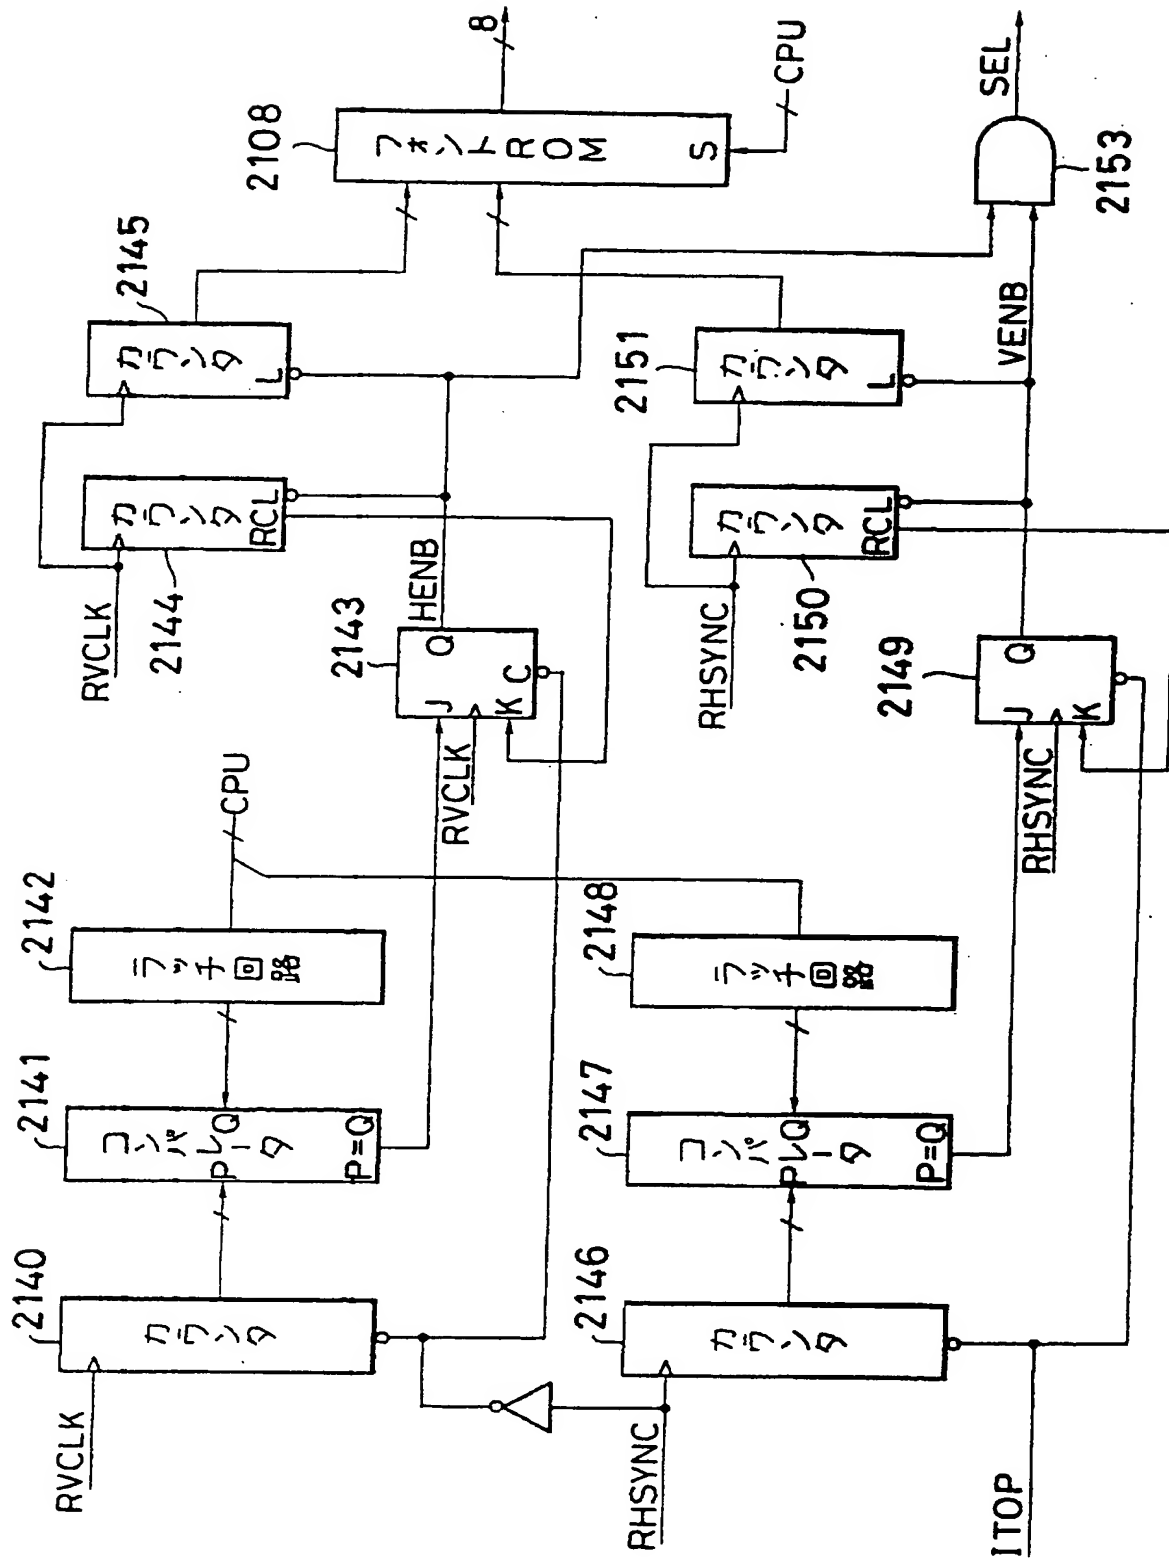 RVCLK
2140
カウンタ
2141
コンパレータ
P
Q
P=Q
2142
ラッチ回路
CPU
RVCLK
2143
J
K
Q
C
HENB
RVCLK
2144
カウンタ
RCL
2145
カウンタ
L
2108
フォントROM
S
8
CPU
RHSYNC
2146
カウンタ
2147
コンパレータ
P
Q
P=Q
2148
ラッチ回路
RHSYNC
2149
J
K
Q
RHSYNC
2150
カウンタ
RCL
2151
カウンタ
L
VENB
2153
SEL
ITOP